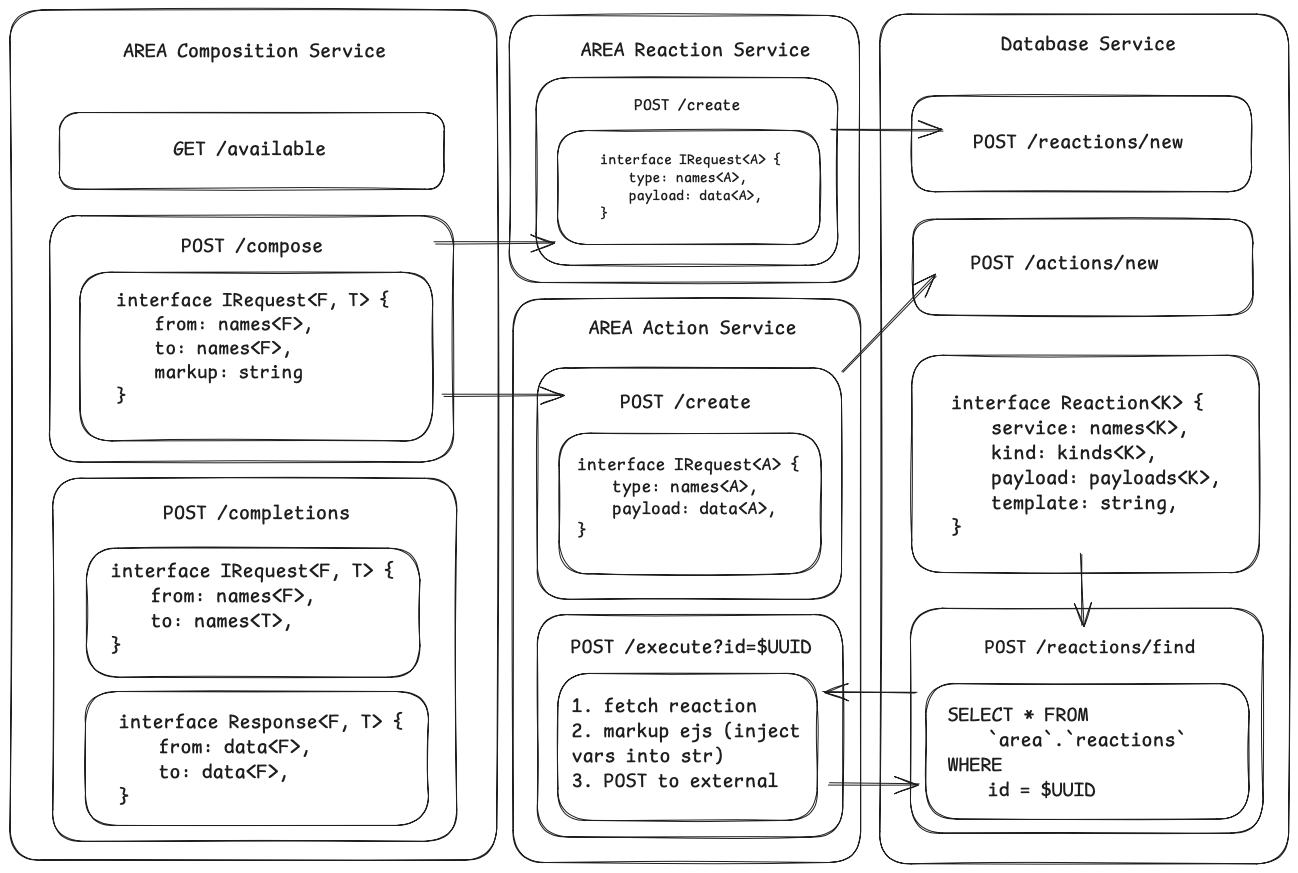 AREA Composition Service
GET /available
POST /compose
interface IRequest<F, T> {
    from: names<F>,
    to: names<F>,
    markup: string
}
POST /completions
interface IRequest<F, T> {
    from: names<F>,
    to: names<T>,
}
interface Response<F, T> {
    from: data<F>,
    to: data<F>,
}
AREA Reaction Service
POST /create
interface IRequest<A> {
    type: names<A>,
    payload: data<A>,
}
AREA Action Service
POST /create
interface IRequest<A> {
    type: names<A>,
    payload: data<A>,
}
POST /execute?id=$UUID
1. fetch reaction
2. markup ejs (inject
vars into str)
3. POST to external
Database Service
POST /reactions/new
POST /actions/new
interface Reaction<K> {
    service: names<K>,
    kind: kinds<K>,
    payload: payloads<K>,
    template: string,
}
POST /reactions/find
SELECT * FROM
    `area`.`reactions`
WHERE
    id = $UUID